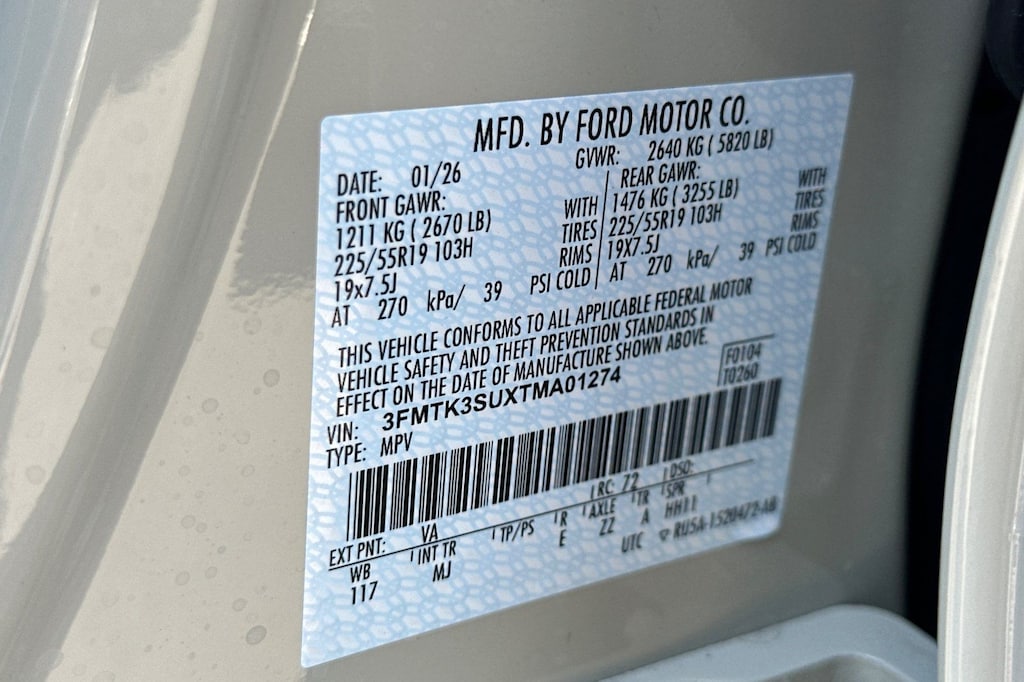 MFD. BY FORD MOTOR CO.
DATE: 01/26 GVWR: 2640 KG ( 5820 LB)
FRONT GAWR: REAR GAWR:
1211 KG ( 2670 LB) WITH 1476 KG ( 3255 LB) WITH
225/55R19 103H TIRES 225/55R19 103H TIRES
19x7.5J RIMS 19X7.5J RIMS
AT 270 kPa/ 39 PSI COLD AT 270 kPa/ 39 PSI COLD
THIS VEHICLE CONFORMS TO ALL APPLICABLE FEDERAL MOTOR
VEHICLE SAFETY AND THEFT PREVENTION STANDARDS IN
EFFECT ON THE DATE OF MANUFACTURE SHOWN ABOVE.
VIN: 3FMTK3SUXTMA01274 F0104
TYPE: MPV T0260
EXT PNT: VA RC: 72 DSO:
WB INT TR TP/PS R AXLE TR SPR
117 MJ E ZZ A HH11
UTC RU5A-1520472-AB